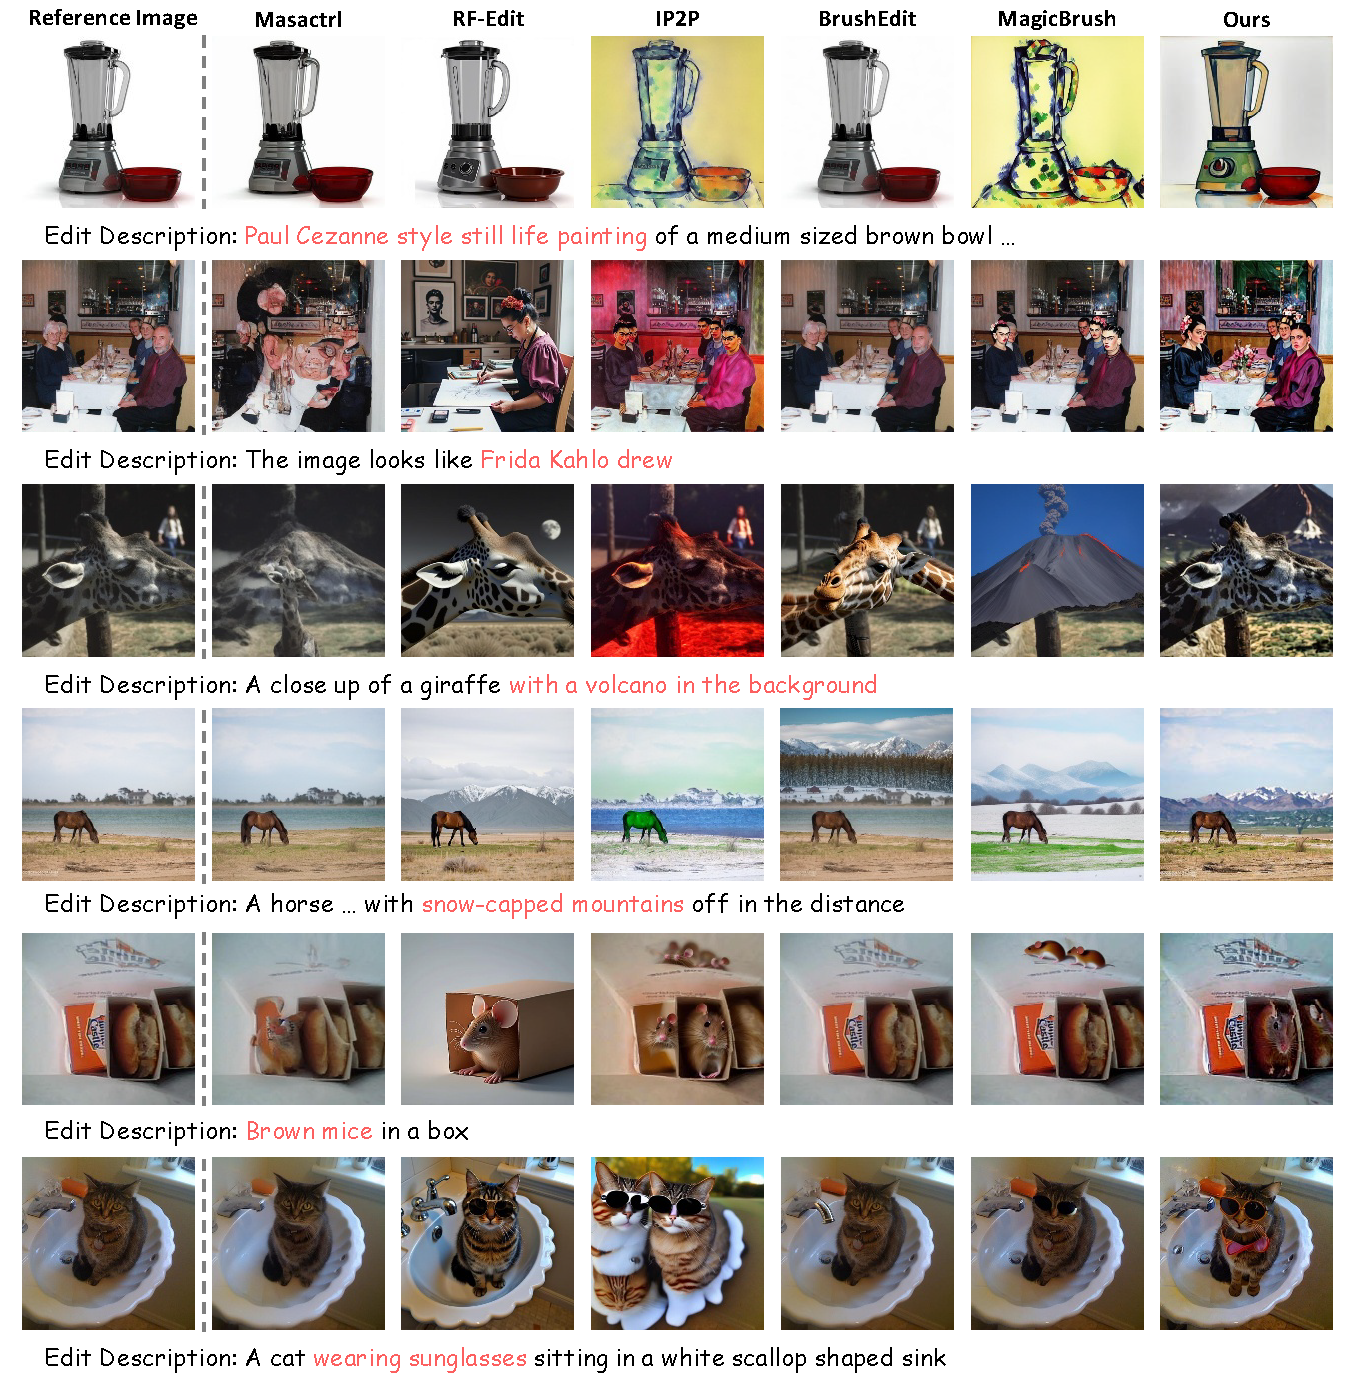 Reference Image Masactrl RF-Edit IP2P BrushEdit MagicBrush Ours
Edit Description: Paul Cezanne style still life painting of a medium sized brown bowl ...
Edit Description: The image looks like Frida Kahlo drew
Edit Description: A close up of a giraffe with a volcano in the background
Edit Description: A horse ... with snow-capped mountains off in the distance
Edit Description: Brown mice in a box
Edit Description: A cat wearing sunglasses sitting in a white scallop shaped sink